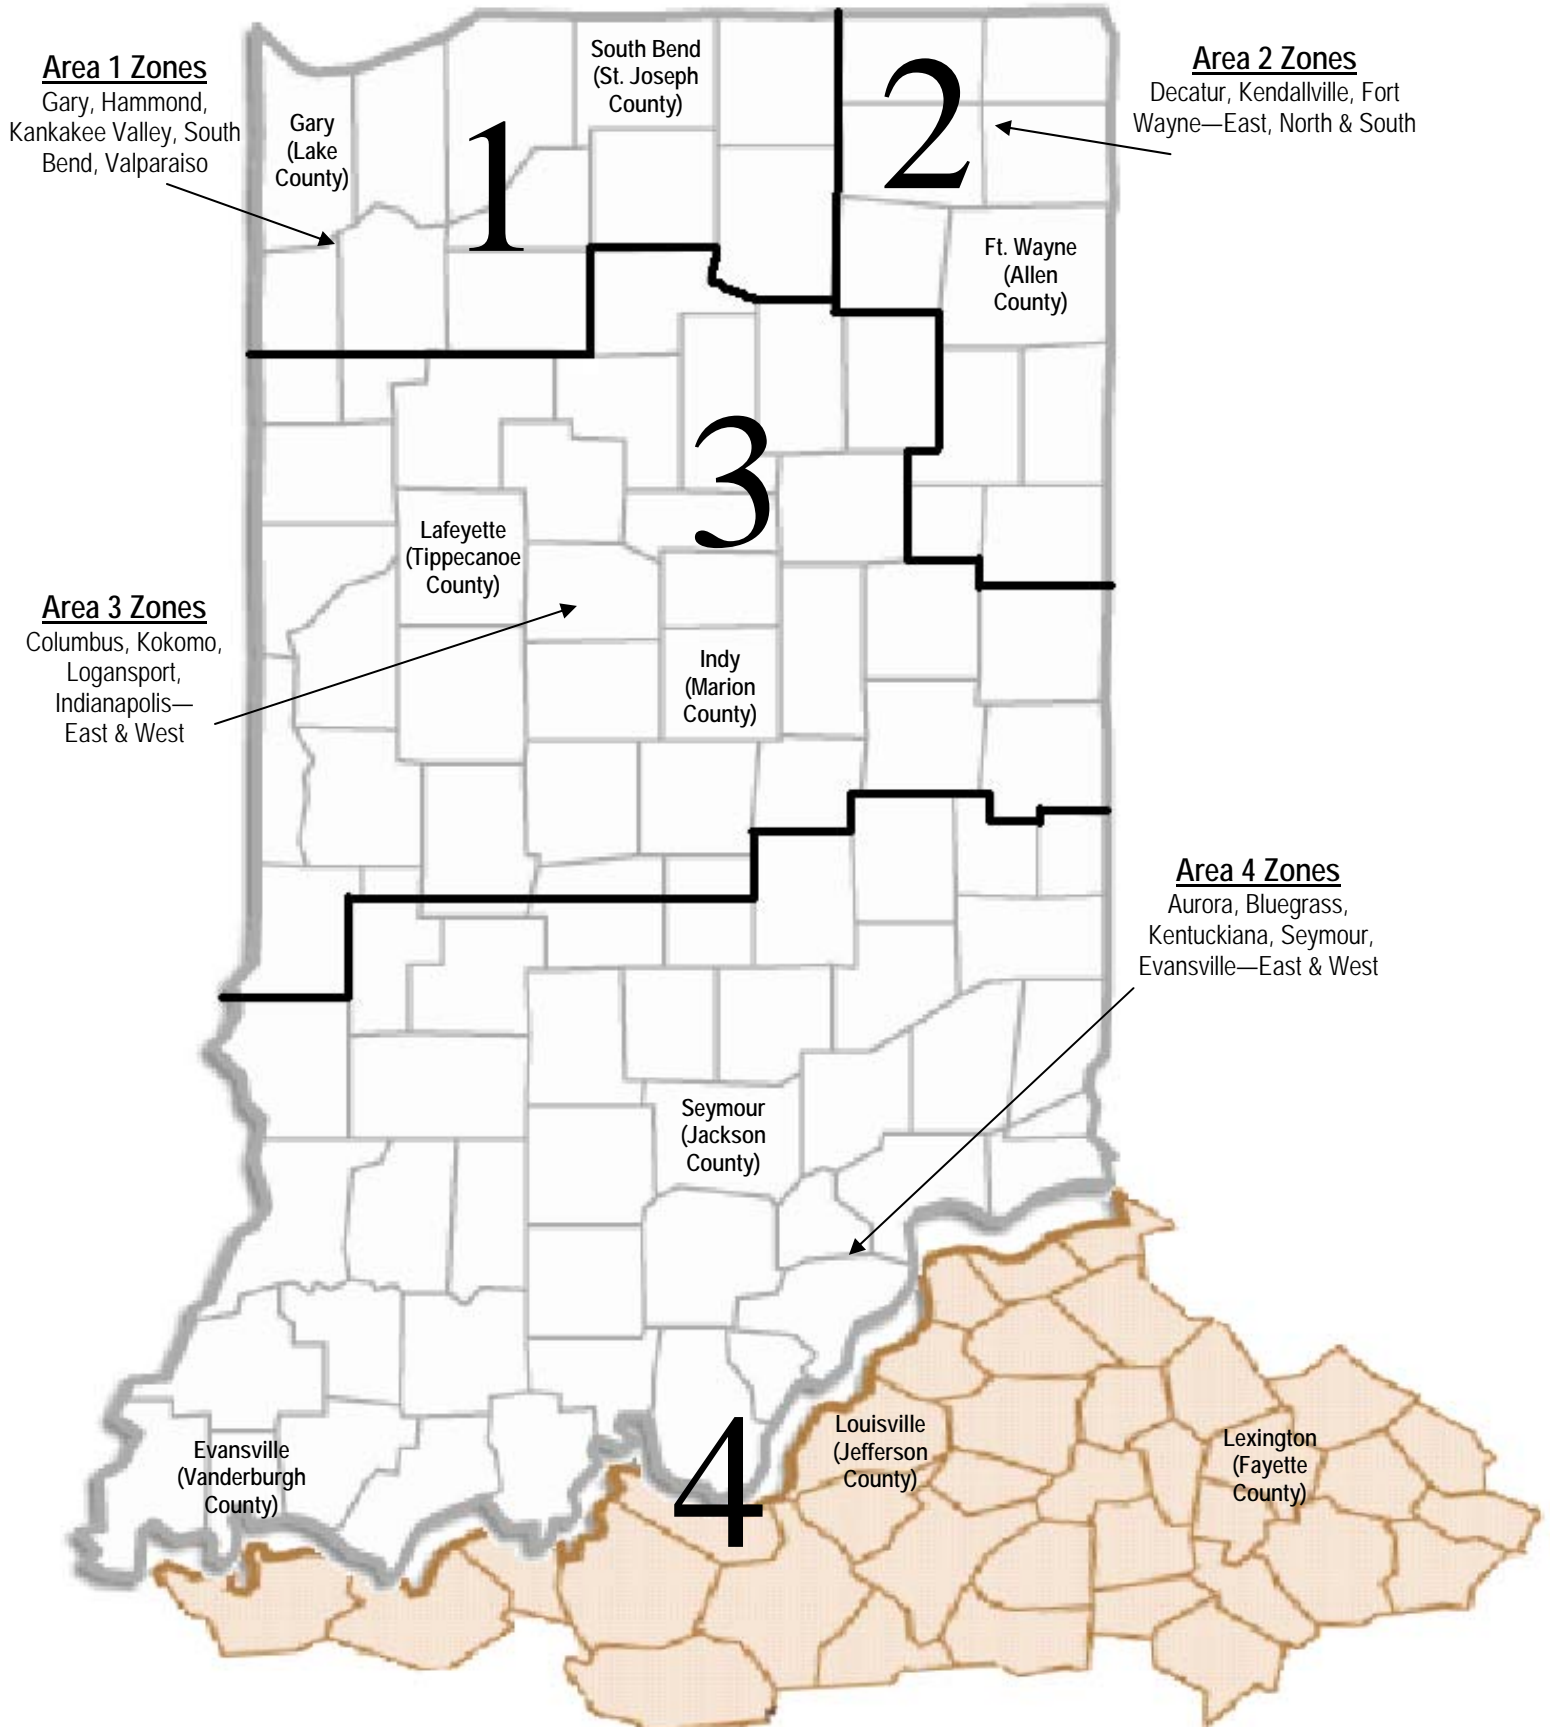 Area 1 Zones
Gary, Hammond,
Kankakee Valley, South
Bend, Valparaiso
South Bend
(St. Joseph
County)
Gary
(Lake
County)
1
2
Area 2 Zones
Decatur, Kendallville, Fort
Wayne—East, North & South
Ft. Wayne
(Allen
County)
3
Lafeyette
(Tippecanoe
County)
Area 3 Zones
Columbus, Kokomo,
Logansport,
Indianapolis—
East & West
Indy
(Marion
County)
Area 4 Zones
Aurora, Bluegrass,
Kentuckiana, Seymour,
Evansville—East & West
Seymour
(Jackson
County)
Evansville
(Vanderburgh
County)
4
Louisville
(Jefferson
County)
Lexington
(Fayette
County)